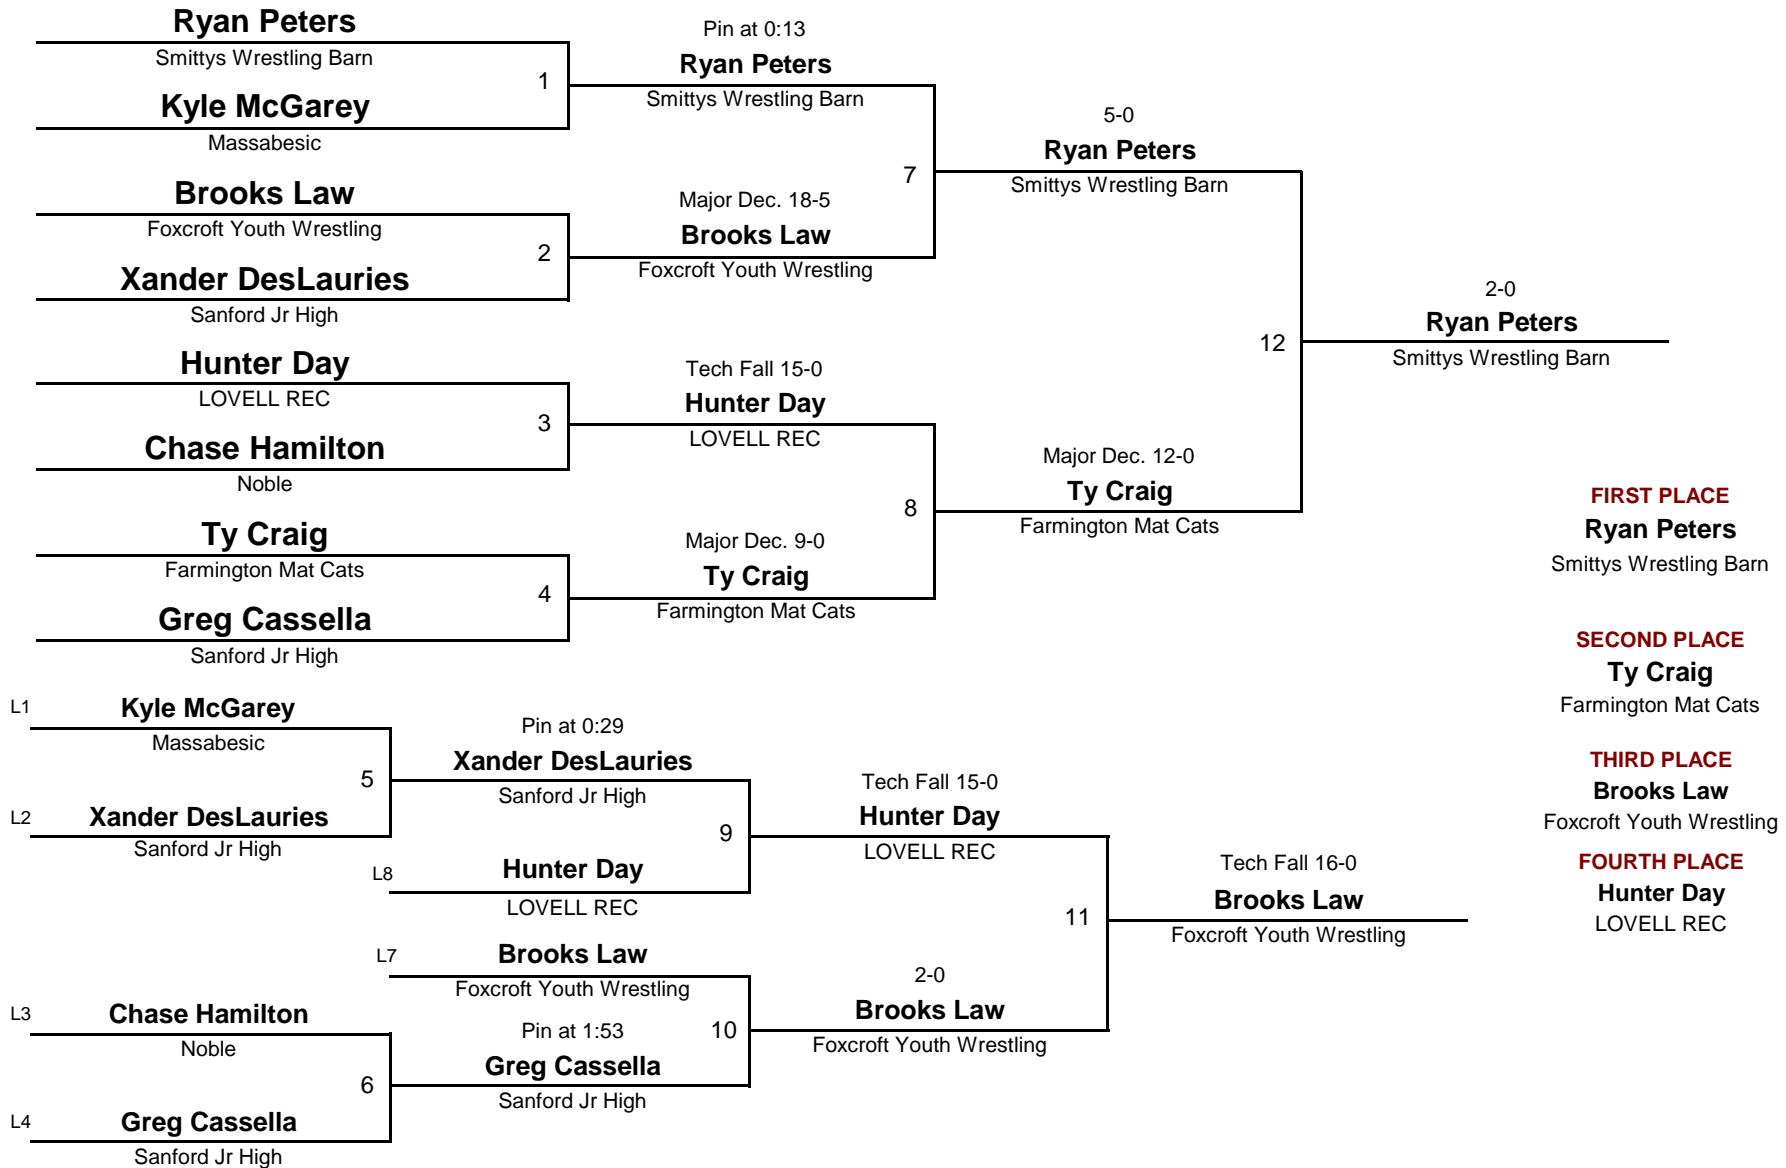 Ryan Peters
Smittys Wrestling Barn
1
Kyle McGarey
Massabesic
Brooks Law
Foxcroft Youth Wrestling
2
Xander DesLauries
Sanford Jr High
Hunter Day
LOVELL REC
3
Chase Hamilton
Noble
Ty Craig
Farmington Mat Cats
4
Greg Cassella
Sanford Jr High
Pin at 0:13
Ryan Peters
Smittys Wrestling Barn
7
Major Dec. 18-5
Brooks Law
Foxcroft Youth Wrestling
Tech Fall 15-0
Hunter Day
LOVELL REC
8
Major Dec. 9-0
Ty Craig
Farmington Mat Cats
5-0
Ryan Peters
Smittys Wrestling Barn
12
Major Dec. 12-0
Ty Craig
Farmington Mat Cats
2-0
Ryan Peters
Smittys Wrestling Barn
FIRST PLACE
Ryan Peters
Smittys Wrestling Barn
SECOND PLACE
Ty Craig
Farmington Mat Cats
THIRD PLACE
Brooks Law
Foxcroft Youth Wrestling
FOURTH PLACE
Hunter Day
LOVELL REC
L1
Kyle McGarey
Massabesic
5
L2
Xander DesLauries
Sanford Jr High
L3
Chase Hamilton
Noble
6
L4
Greg Cassella
Sanford Jr High
Pin at 0:29
Xander DesLauries
Sanford Jr High
9
L8
Hunter Day
LOVELL REC
L7
Brooks Law
Foxcroft Youth Wrestling
10
Pin at 1:53
Greg Cassella
Sanford Jr High
Tech Fall 15-0
Hunter Day
LOVELL REC
11
2-0
Brooks Law
Foxcroft Youth Wrestling
Tech Fall 16-0
Brooks Law
Foxcroft Youth Wrestling